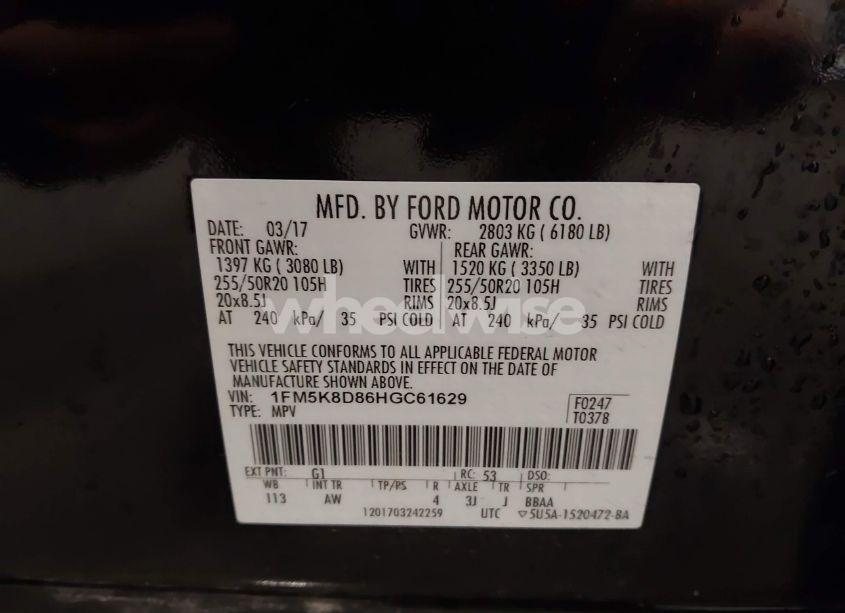 MFD. BY FORD MOTOR CO.
DATE: 03/17 GVWR: 2803 KG ( 6180 LB)
FRONT GAWR: REAR GAWR:
1397 KG ( 3080 LB) WITH 1520 KG ( 3350 LB) WITH
255/50R20 105H TIRES 255/50R20 105H TIRES
20x8.5J RIMS 20x8.5J RIMS
AT 240 kPa/ 35 PSI COLD AT 240 kPa/ 35 PSI COLD
wheelwise
THIS VEHICLE CONFORMS TO ALL APPLICABLE FEDERAL MOTOR
VEHICLE SAFETY STANDARDS IN EFFECT ON THE DATE OF
MANUFACTURE SHOWN ABOVE.
VIN: 1FM5K8D86HGC61629 F0247
TYPE: MPV T0378
EXT PNT: G1 RC: 53 DSO:
WB INT TR TP/PS R AXLE TR SPR
113 AW 4 3J J BBAA
1201703242259 UTC ▽5U5A-1520472-BA